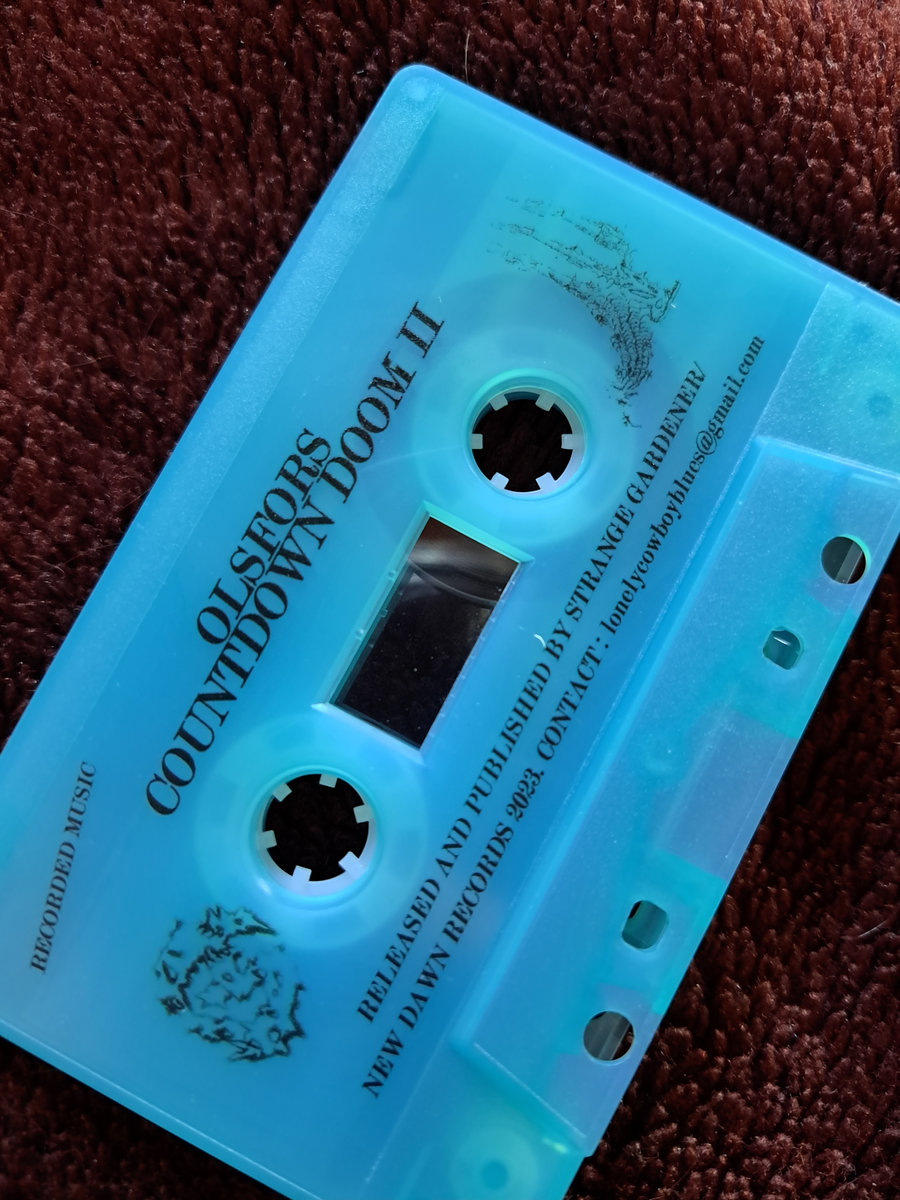 OLSFORS
COUNTDOWN DOOM II
RECORDED MUSIC
RELEASED AND PUBLISHED BY STRANGE GARDENER/
NEW DAWN RECORDS 2023. CONTACT : lonelycowboyblues@gmail.com